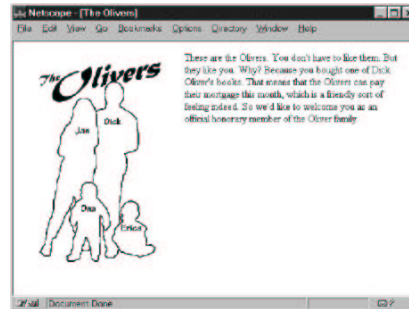 Netscape - [The Olivers]
File Edit View Go Bookmarks Options Directory Window Help
The Olivers
These are the Olivers. You don't have to like them. But
they like you. Why? Because you bought one of Dick
Oliver's books. That means that the Olivers can pay
their mortgage this month, which is a friendly sort of
feeling indeed. So we'd like to welcome you as an
official honorary member of the Oliver family
Jan
Dick
Erica
Document Done